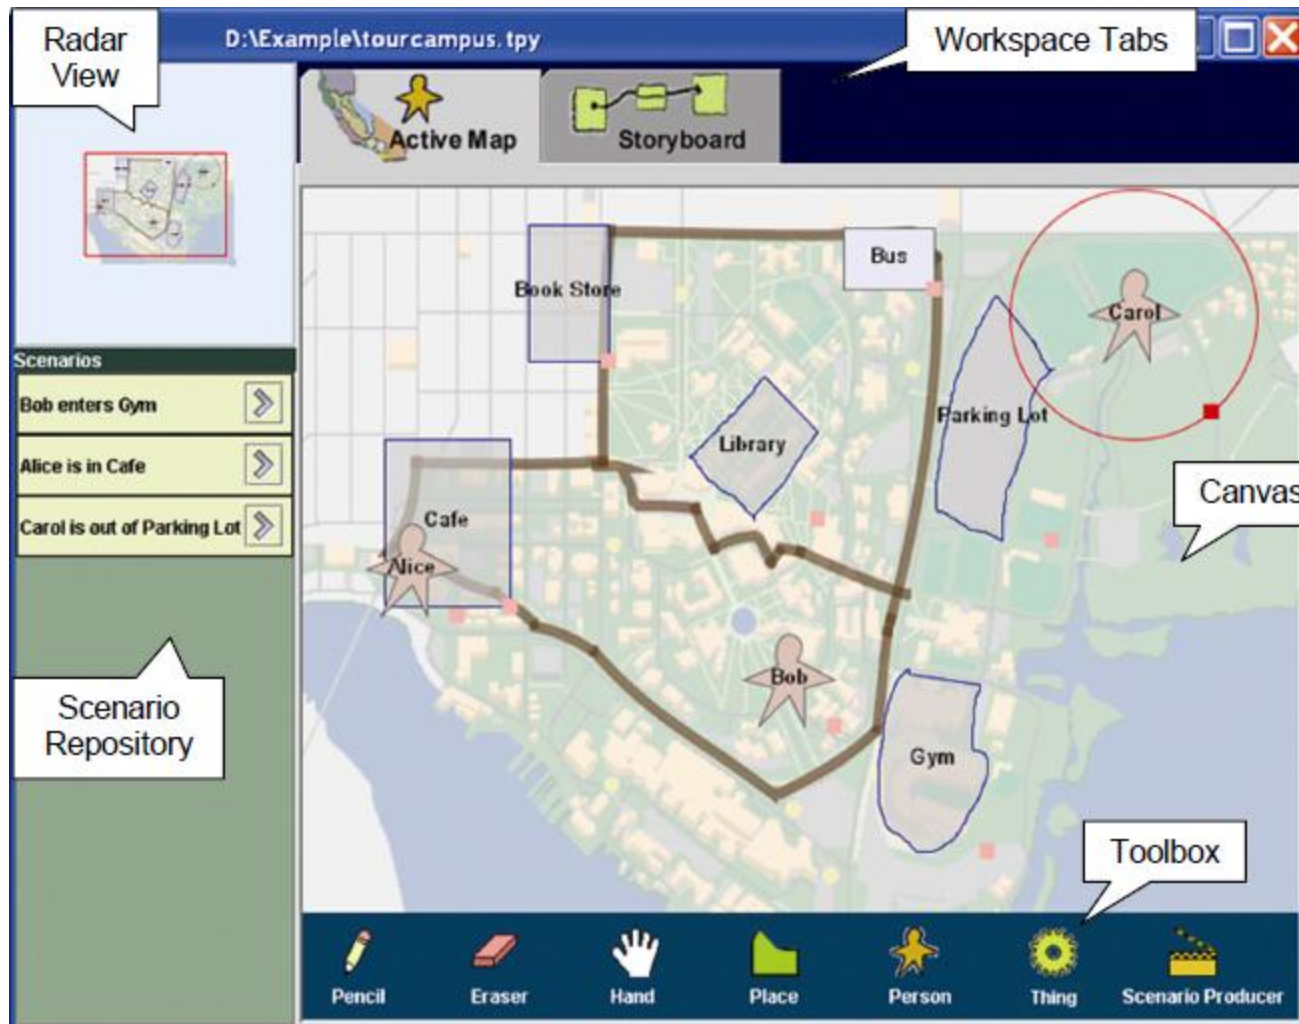 Radar
View
D:\Example\tourcampus.tpy
Workspace Tabs
Active Map
Storyboard
Scenarios
Bob enters Gym
Alice is in Cafe
Carol is out of Parking Lot
Scenario
Repository
Book Store
Bus
Carol
Parking Lot
Library
Cafe
Alice
Canvas
Bob
Gym
Toolbox
Pencil
Eraser
Hand
Place
Person
Thing
Scenario Producer